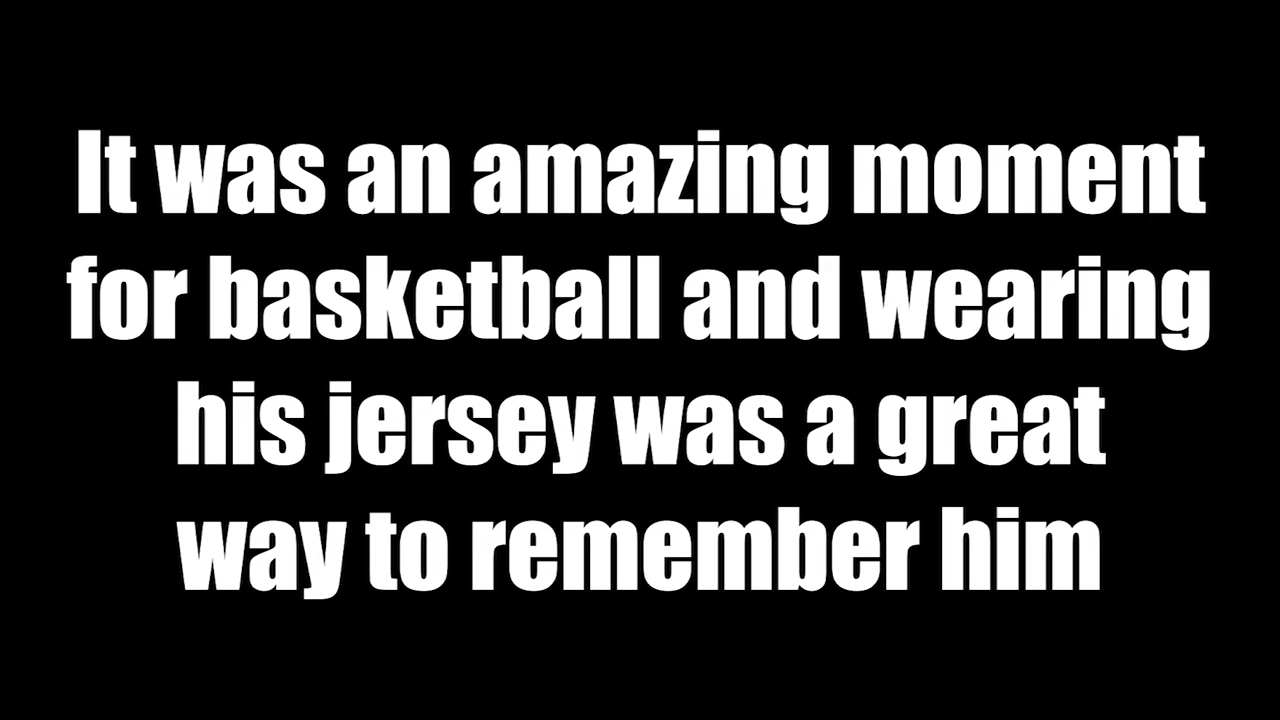 It was an amazing moment
for basketball and wearing
his jersey was a great
way to remember him